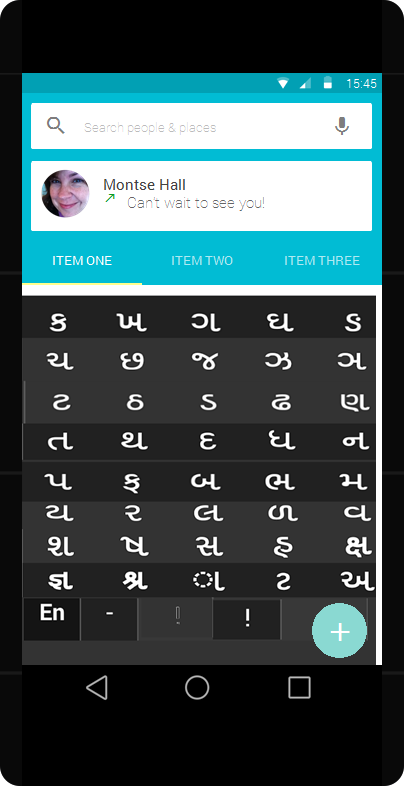 15:45
Search people & places
Montse Hall
Can't wait to see you!
ITEM ONE ITEM TWO ITEM THREE
ક ખ ગ ઘ ડ
ચ છ જ ઝ ઞ
ટ ઠ ડ ઢ ણ
ત થ દ ધ ન
પ ફ બ ભ મ
ય ર લ ળ વ
શ ષ સ હ ક્ષ
જ્ઞ શ્ર ા ટ અ
En - !
+